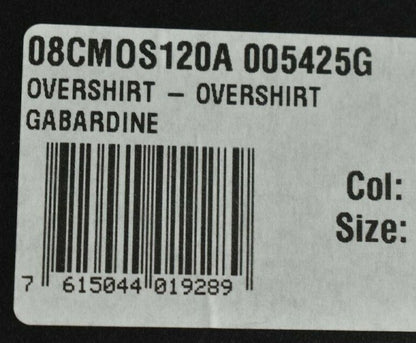 08CMOS120A 005425G
OVERSHIRT – OVERSHIRT
GABARDINE
Col:
Size:
7 615044 019289